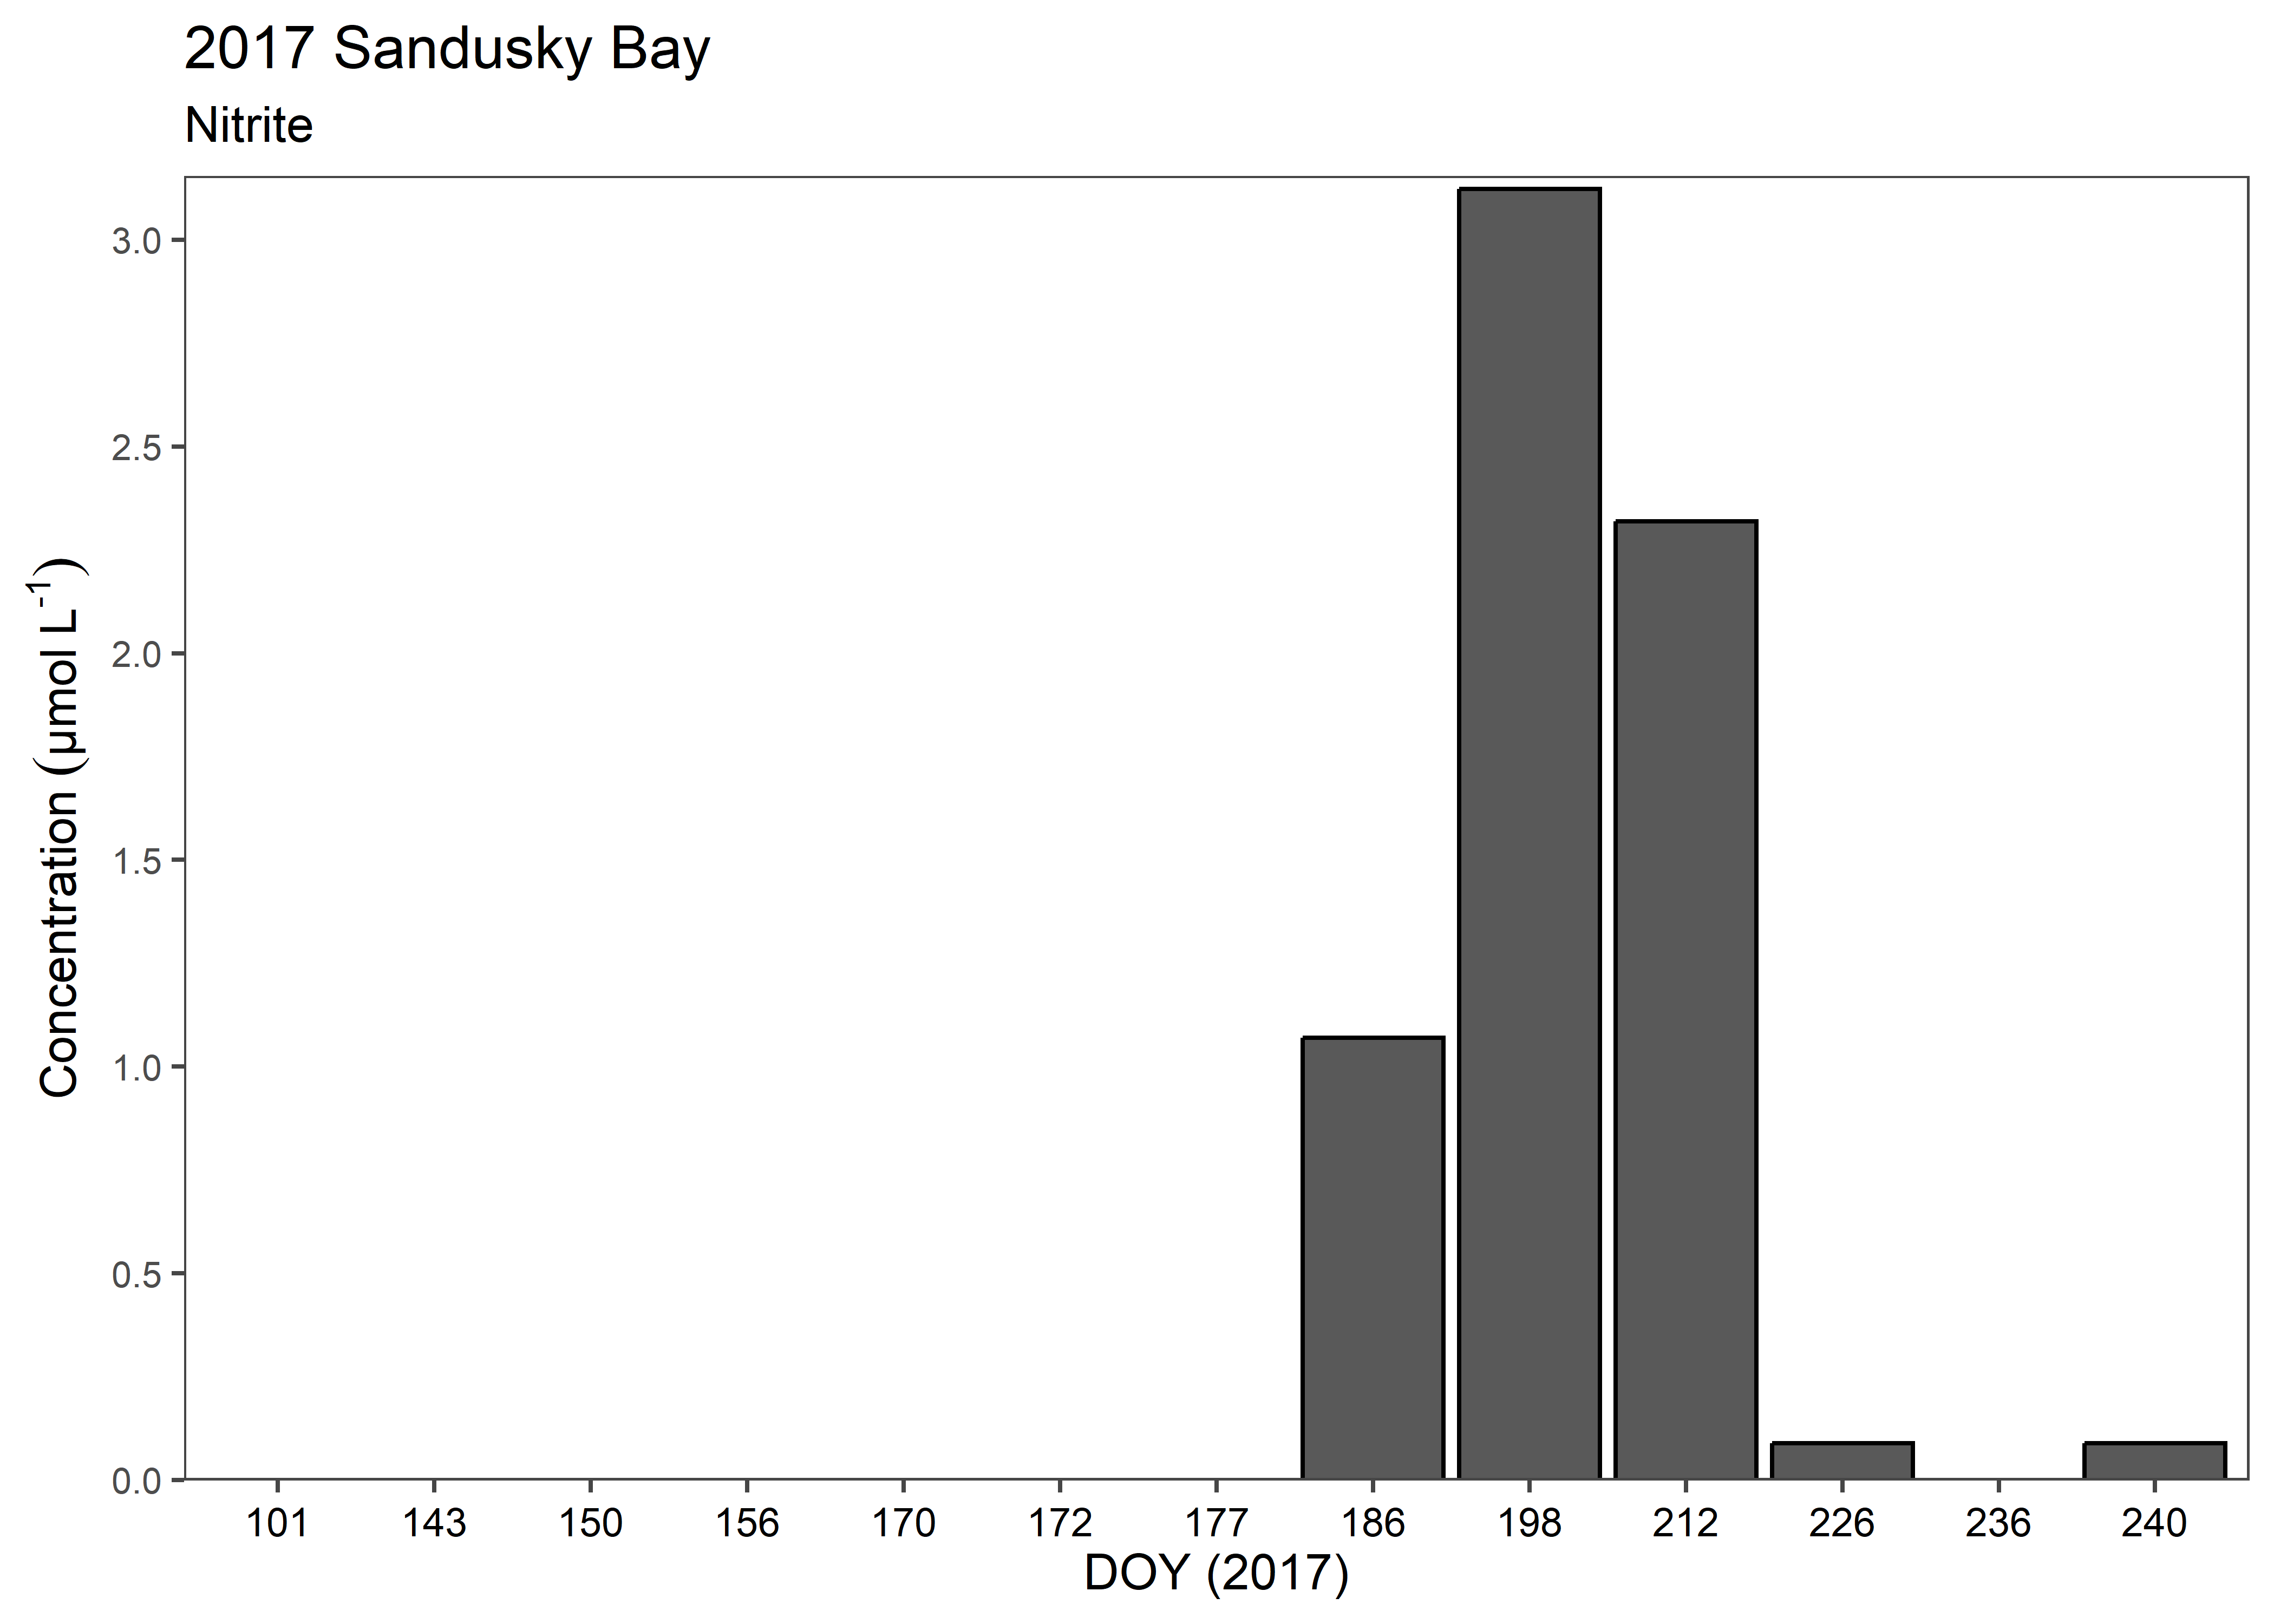 2017 Sandusky Bay
Nitrite
Concentration (µmol L⁻¹)
3.0
2.5
2.0
1.5
1.0
0.5
0.0
101 143 150 156 170 172 177 186 198 212 226 236 240
DOY (2017)